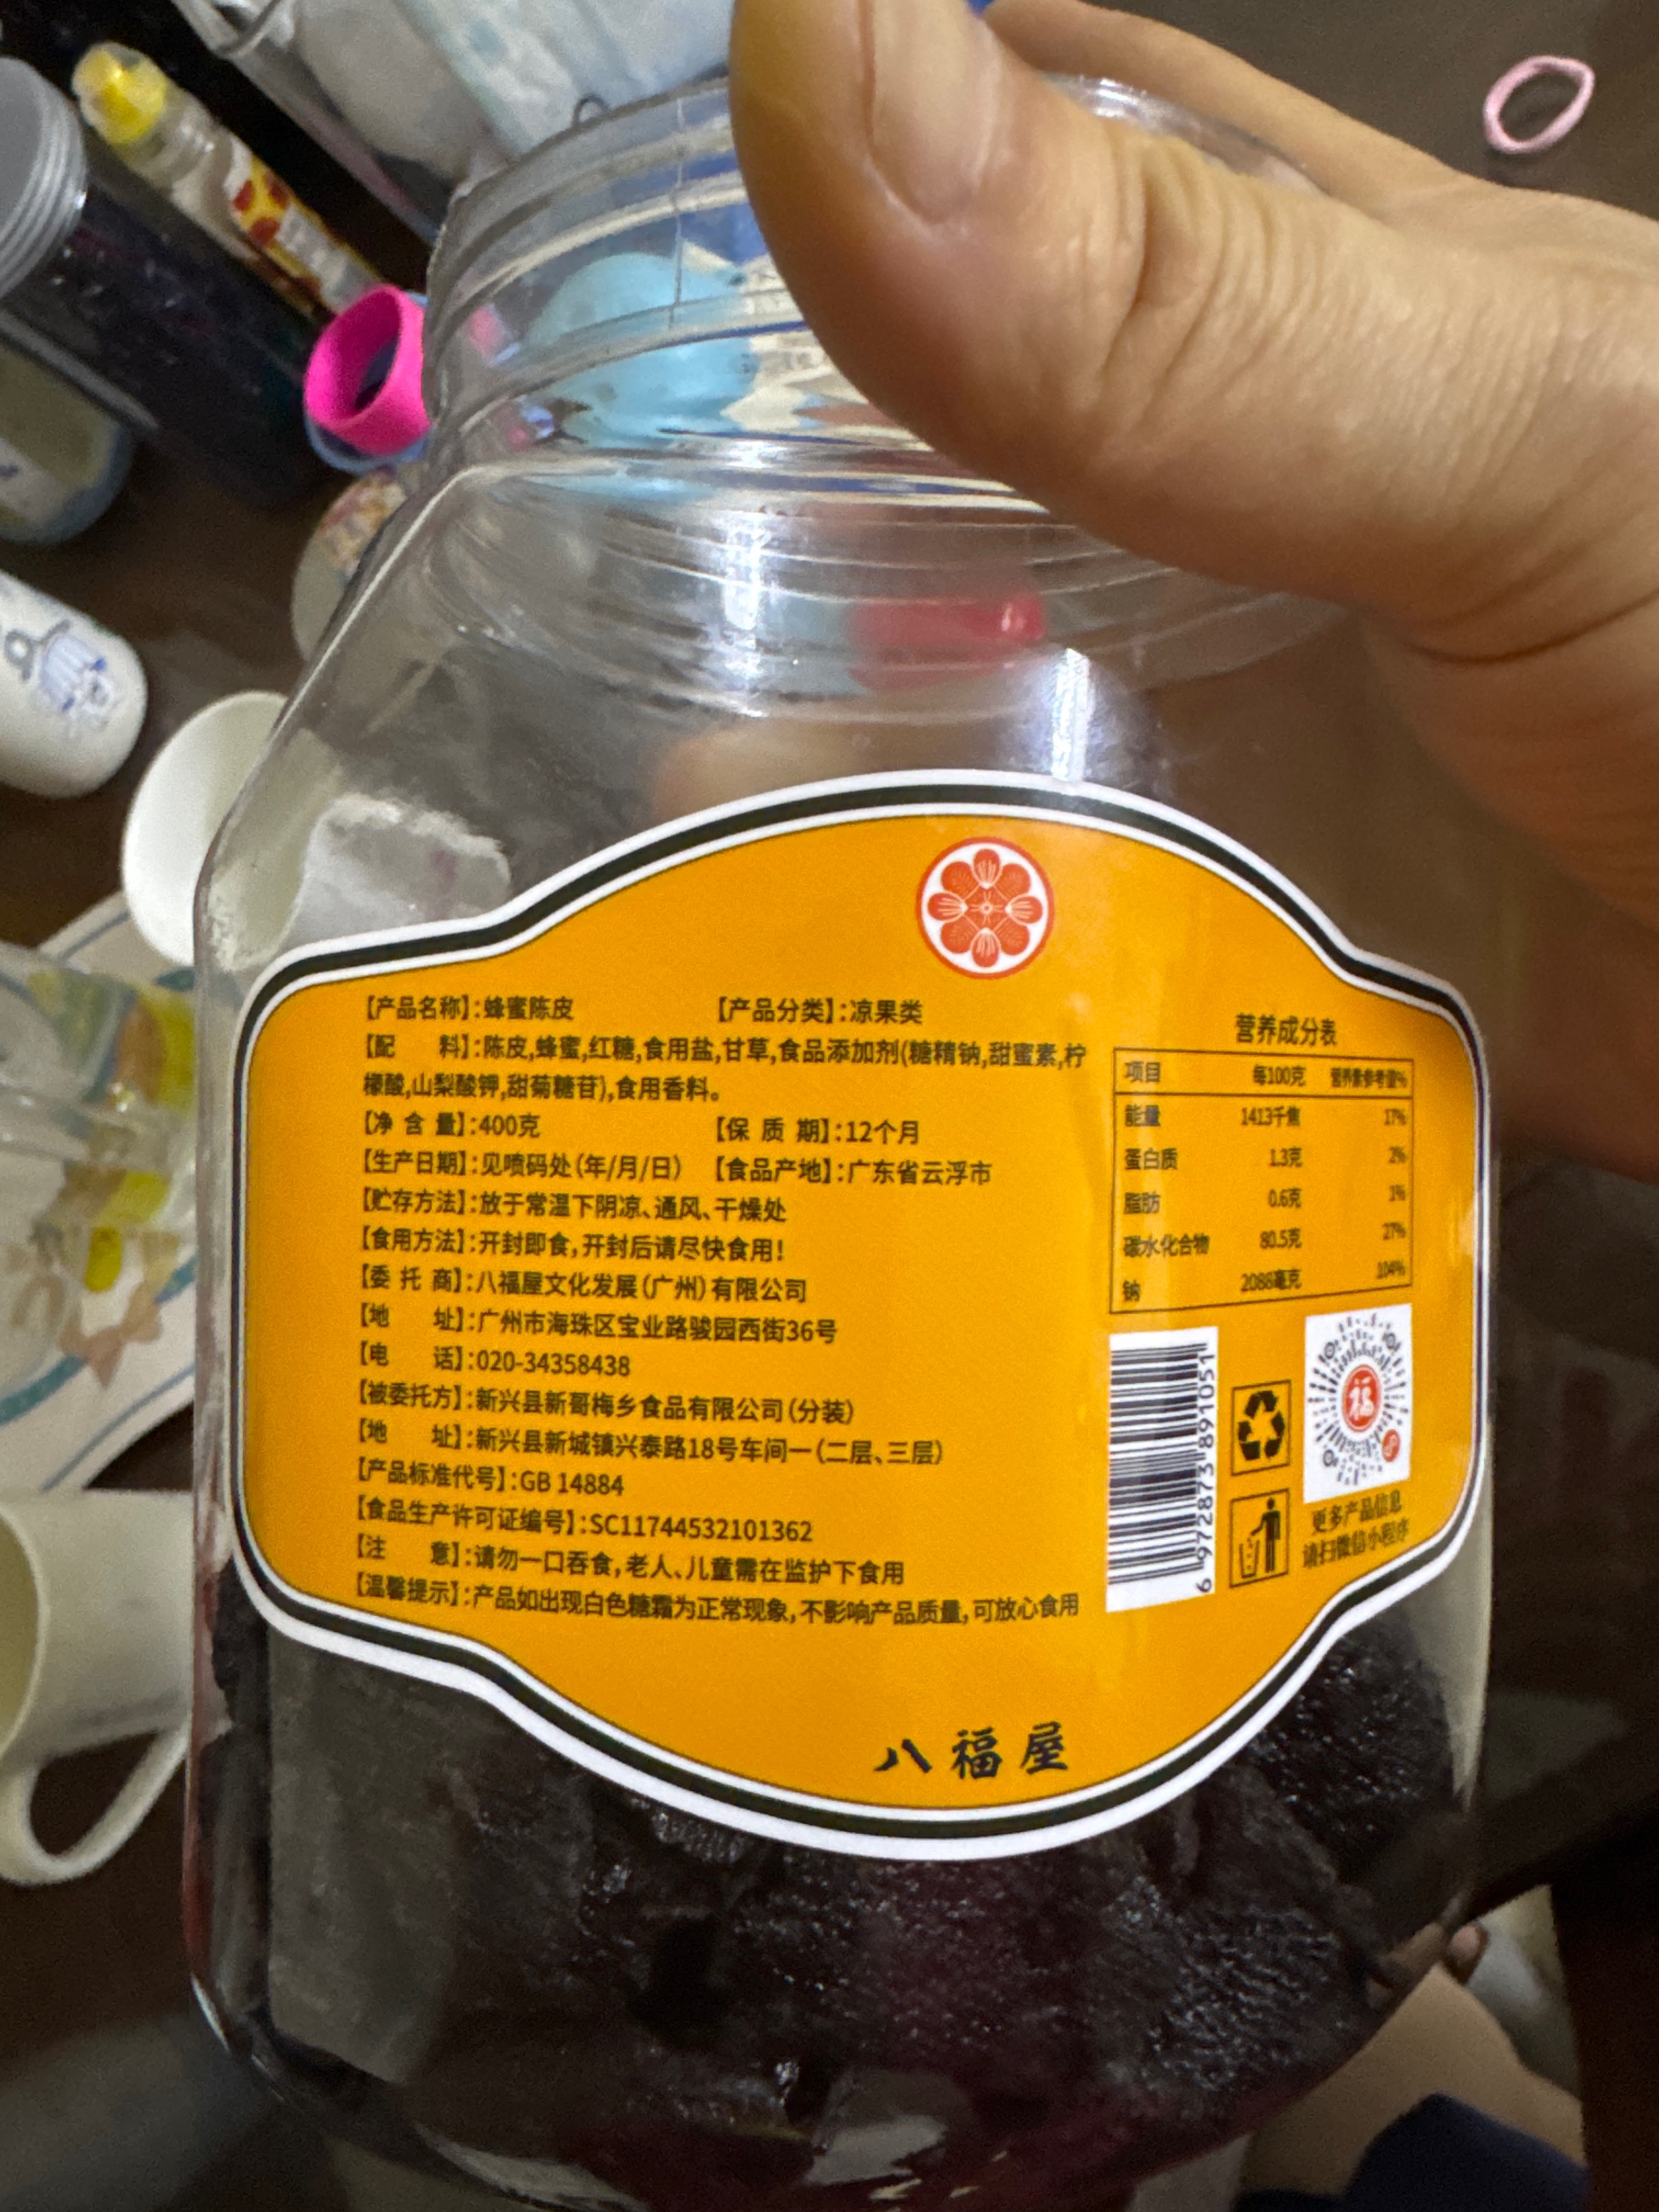 【产品名称】:蜂蜜陈皮 【产品分类】:凉果类
【配 料】:陈皮,蜂蜜,红糖,食用盐,甘草,食品添加剂(糖精钠,甜蜜素,柠
檬酸,山梨酸钾,甜菊糖苷),食用香料。
【净 含 量】:400克 【保 质 期】:12个月
【生产日期】:见喷码处(年/月/日) 【食品产地】:广东省云浮市
【贮存方法】:放于常温下阴凉、通风、干燥处
【食用方法】:开封即食,开封后请尽快食用!
【委 托 商】:八福屋文化发展(广州)有限公司
【地 址】:广州市海珠区宝业路骏园西街36号
【电 话】:020-34358438
【被委托方】:新兴县新哥梅乡食品有限公司(分装)
【地 址】:新兴县新城镇兴泰路18号车间一(二层、三层)
【产品标准代号】:GB 14884
【食品生产许可证编号】:SC11744532101362
【注 意】:请勿一口吞食,老人、儿童需在监护下食用
【温馨提示】:产品如出现白色糖霜为正常现象,不影响产品质量,可放心食用
营养成分表
项目 每100克 营养素参考值%
能量 1413千焦 17%
蛋白质 1.3克 2%
脂肪 0.6克 1%
碳水化合物 80.5克 27%
钠 2086毫克 104%
6 972873 891051
福
更多产品信息
请扫微信小程序
八福屋